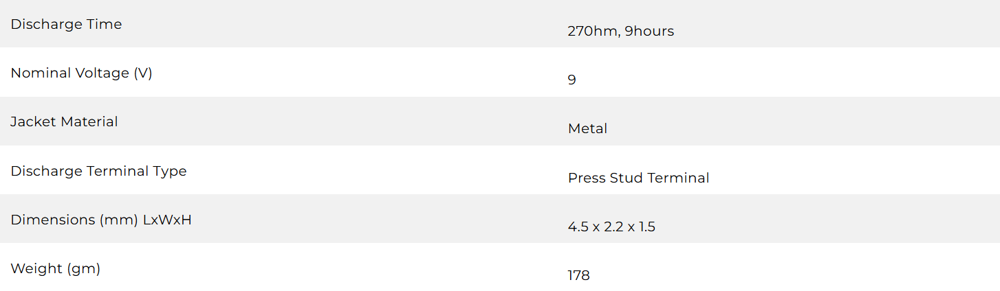 Discharge Time
270hm, 9hours
Nominal Voltage (V)
9
Jacket Material
Metal
Discharge Terminal Type
Press Stud Terminal
Dimensions (mm) LxWxH
4.5 x 2.2 x 1.5
Weight (gm)
178